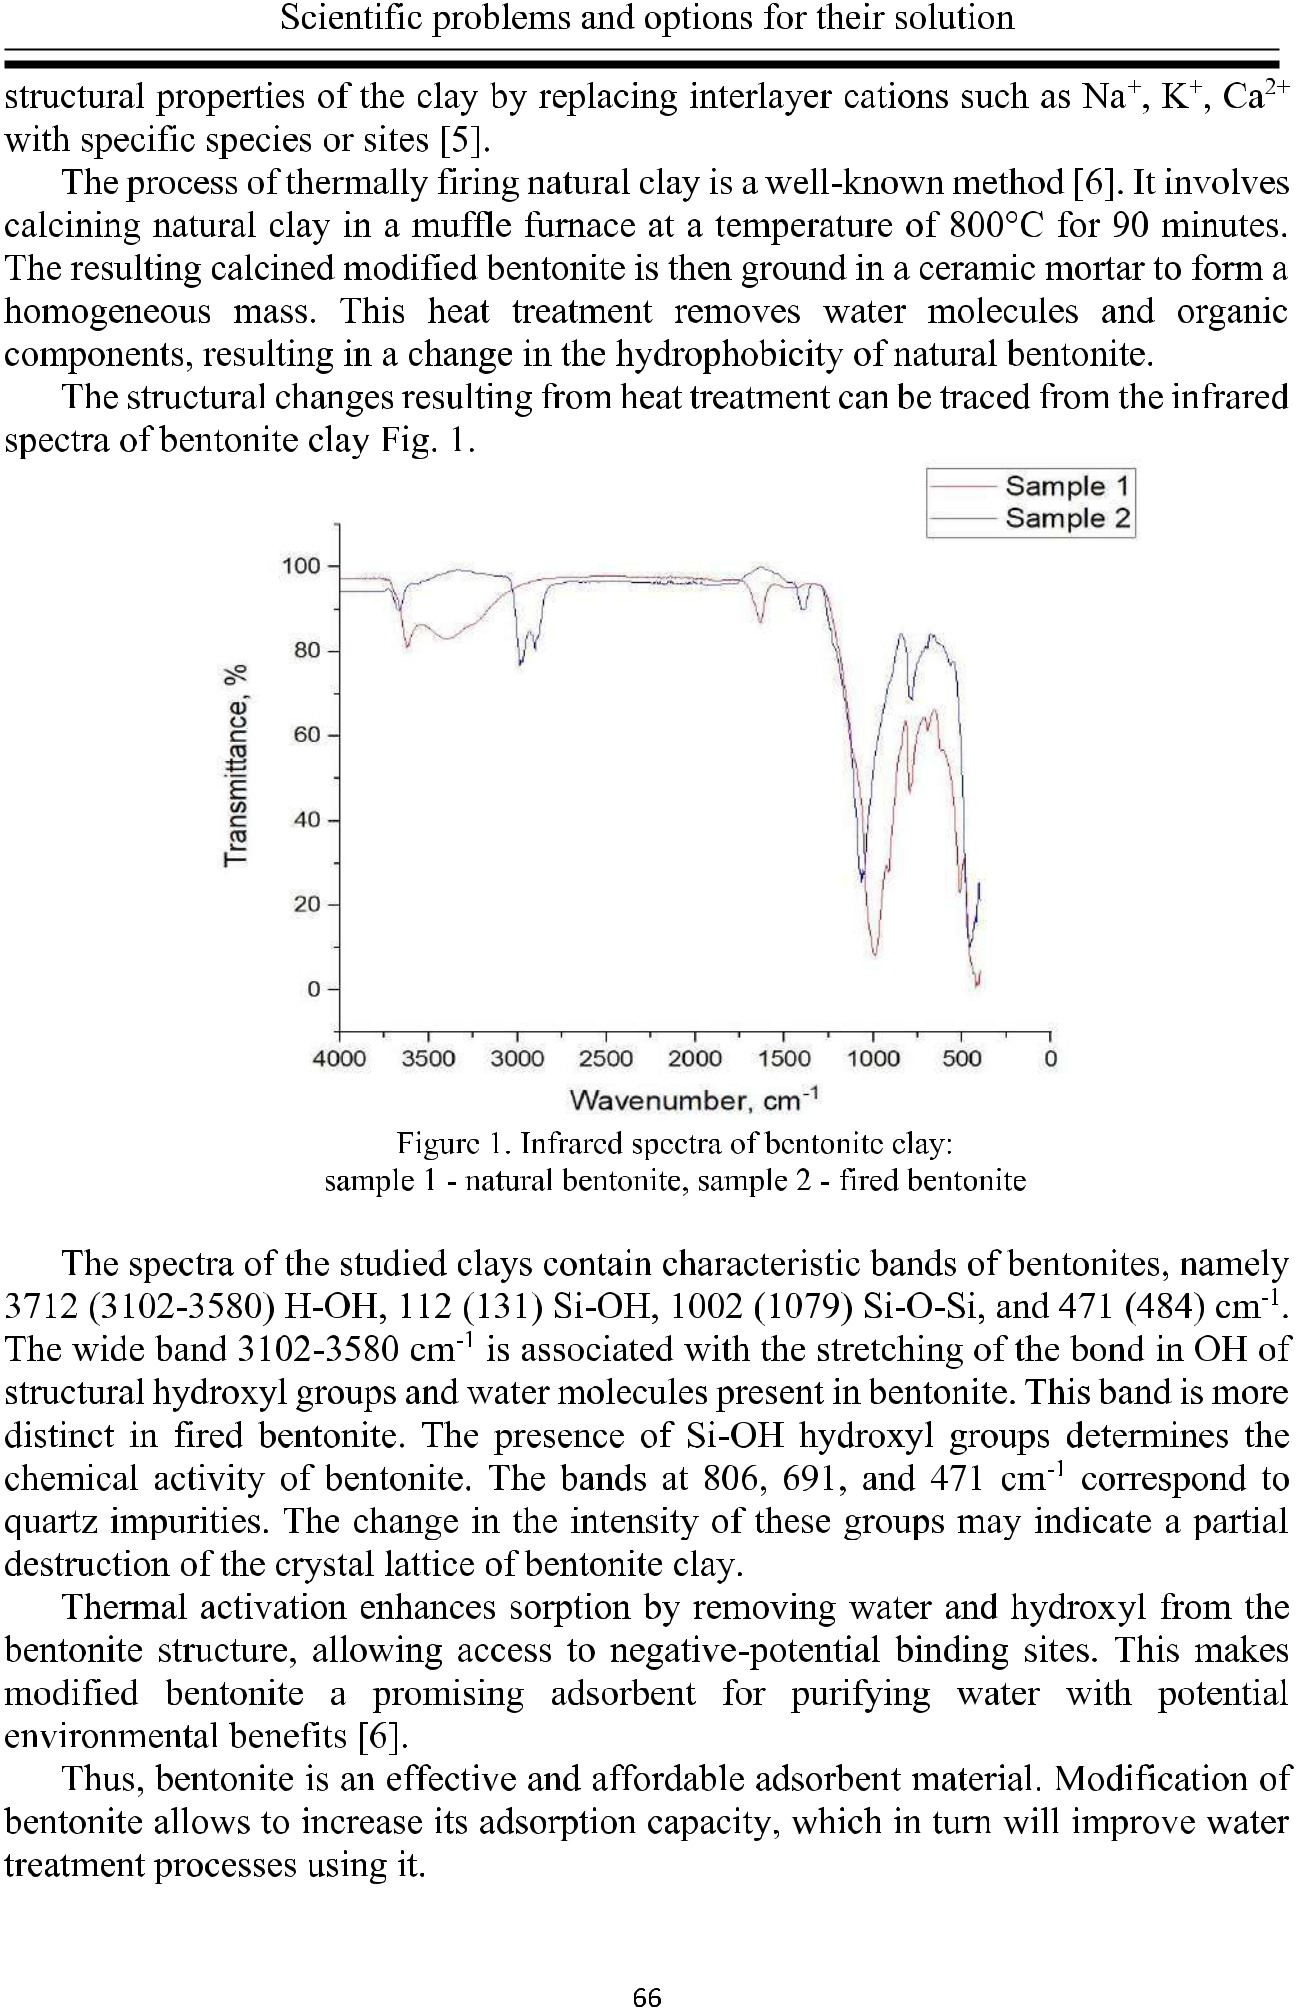 Scientific problems and options for their solution
structural properties of the clay by replacing interlayer cations such as Na⁺, K⁺, Ca²⁺
with specific species or sites [5].
The process of thermally firing natural clay is a well-known method [6]. It involves
calcining natural clay in a muffle furnace at a temperature of 800°C for 90 minutes.
The resulting calcined modified bentonite is then ground in a ceramic mortar to form a
homogeneous mass. This heat treatment removes water molecules and organic
components, resulting in a change in the hydrophobicity of natural bentonite.
The structural changes resulting from heat treatment can be traced from the infrared
spectra of bentonite clay Fig. 1.
Sample 1
Sample 2
100
80
60
40
20
0
Transmittance, %
4000 3500 3000 2500 2000 1500 1000 500 0
Wavenumber, cm⁻¹
Figure 1. Infrared spectra of bentonite clay:
sample 1 - natural bentonite, sample 2 - fired bentonite
The spectra of the studied clays contain characteristic bands of bentonites, namely
3712 (3102-3580) H-OH, 112 (131) Si-OH, 1002 (1079) Si-O-Si, and 471 (484) cm⁻¹.
The wide band 3102-3580 cm⁻¹ is associated with the stretching of the bond in OH of
structural hydroxyl groups and water molecules present in bentonite. This band is more
distinct in fired bentonite. The presence of Si-OH hydroxyl groups determines the
chemical activity of bentonite. The bands at 806, 691, and 471 cm⁻¹ correspond to
quartz impurities. The change in the intensity of these groups may indicate a partial
destruction of the crystal lattice of bentonite clay.
Thermal activation enhances sorption by removing water and hydroxyl from the
bentonite structure, allowing access to negative-potential binding sites. This makes
modified bentonite a promising adsorbent for purifying water with potential
environmental benefits [6].
Thus, bentonite is an effective and affordable adsorbent material. Modification of
bentonite allows to increase its adsorption capacity, which in turn will improve water
treatment processes using it.
66